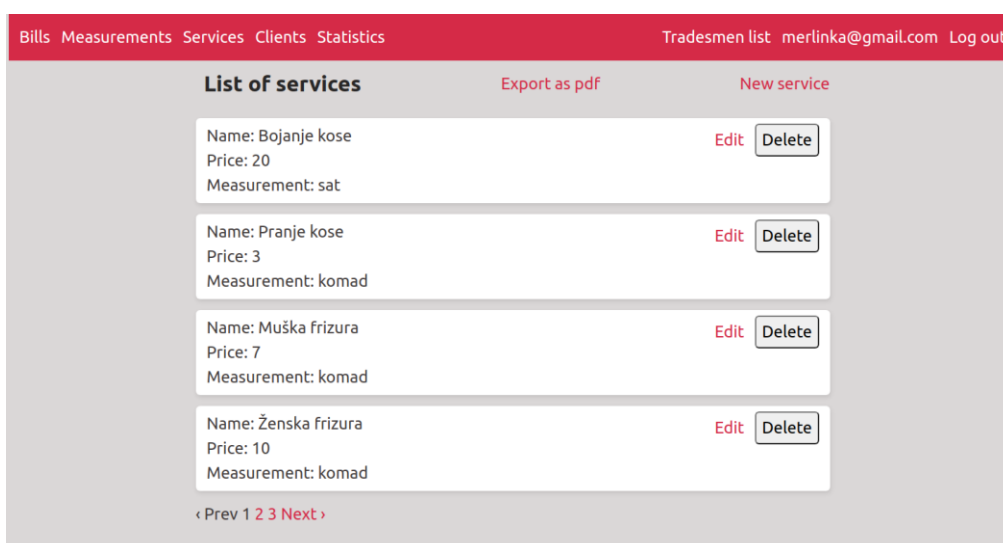 Bills Measurements Services Clients Statistics Tradesmen list merlinka@gmail.com Log out
List of services Export as pdf New service
Name: Bojanje kose Edit Delete
Price: 20
Measurement: sat
Name: Pranje kose Edit Delete
Price: 3
Measurement: komad
Name: Muška frizura Edit Delete
Price: 7
Measurement: komad
Name: Ženska frizura Edit Delete
Price: 10
Measurement: komad
‹ Prev 1 2 3 Next ›